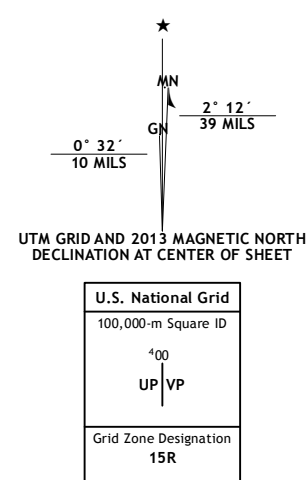 ★
MN
GN
2° 12´
39 MILS
0° 32´
10 MILS
UTM GRID AND 2013 MAGNETIC NORTH
DECLINATION AT CENTER OF SHEET
U.S. National Grid
100,000-m Square ID
⁴00
UP VP
Grid Zone Designation
15R